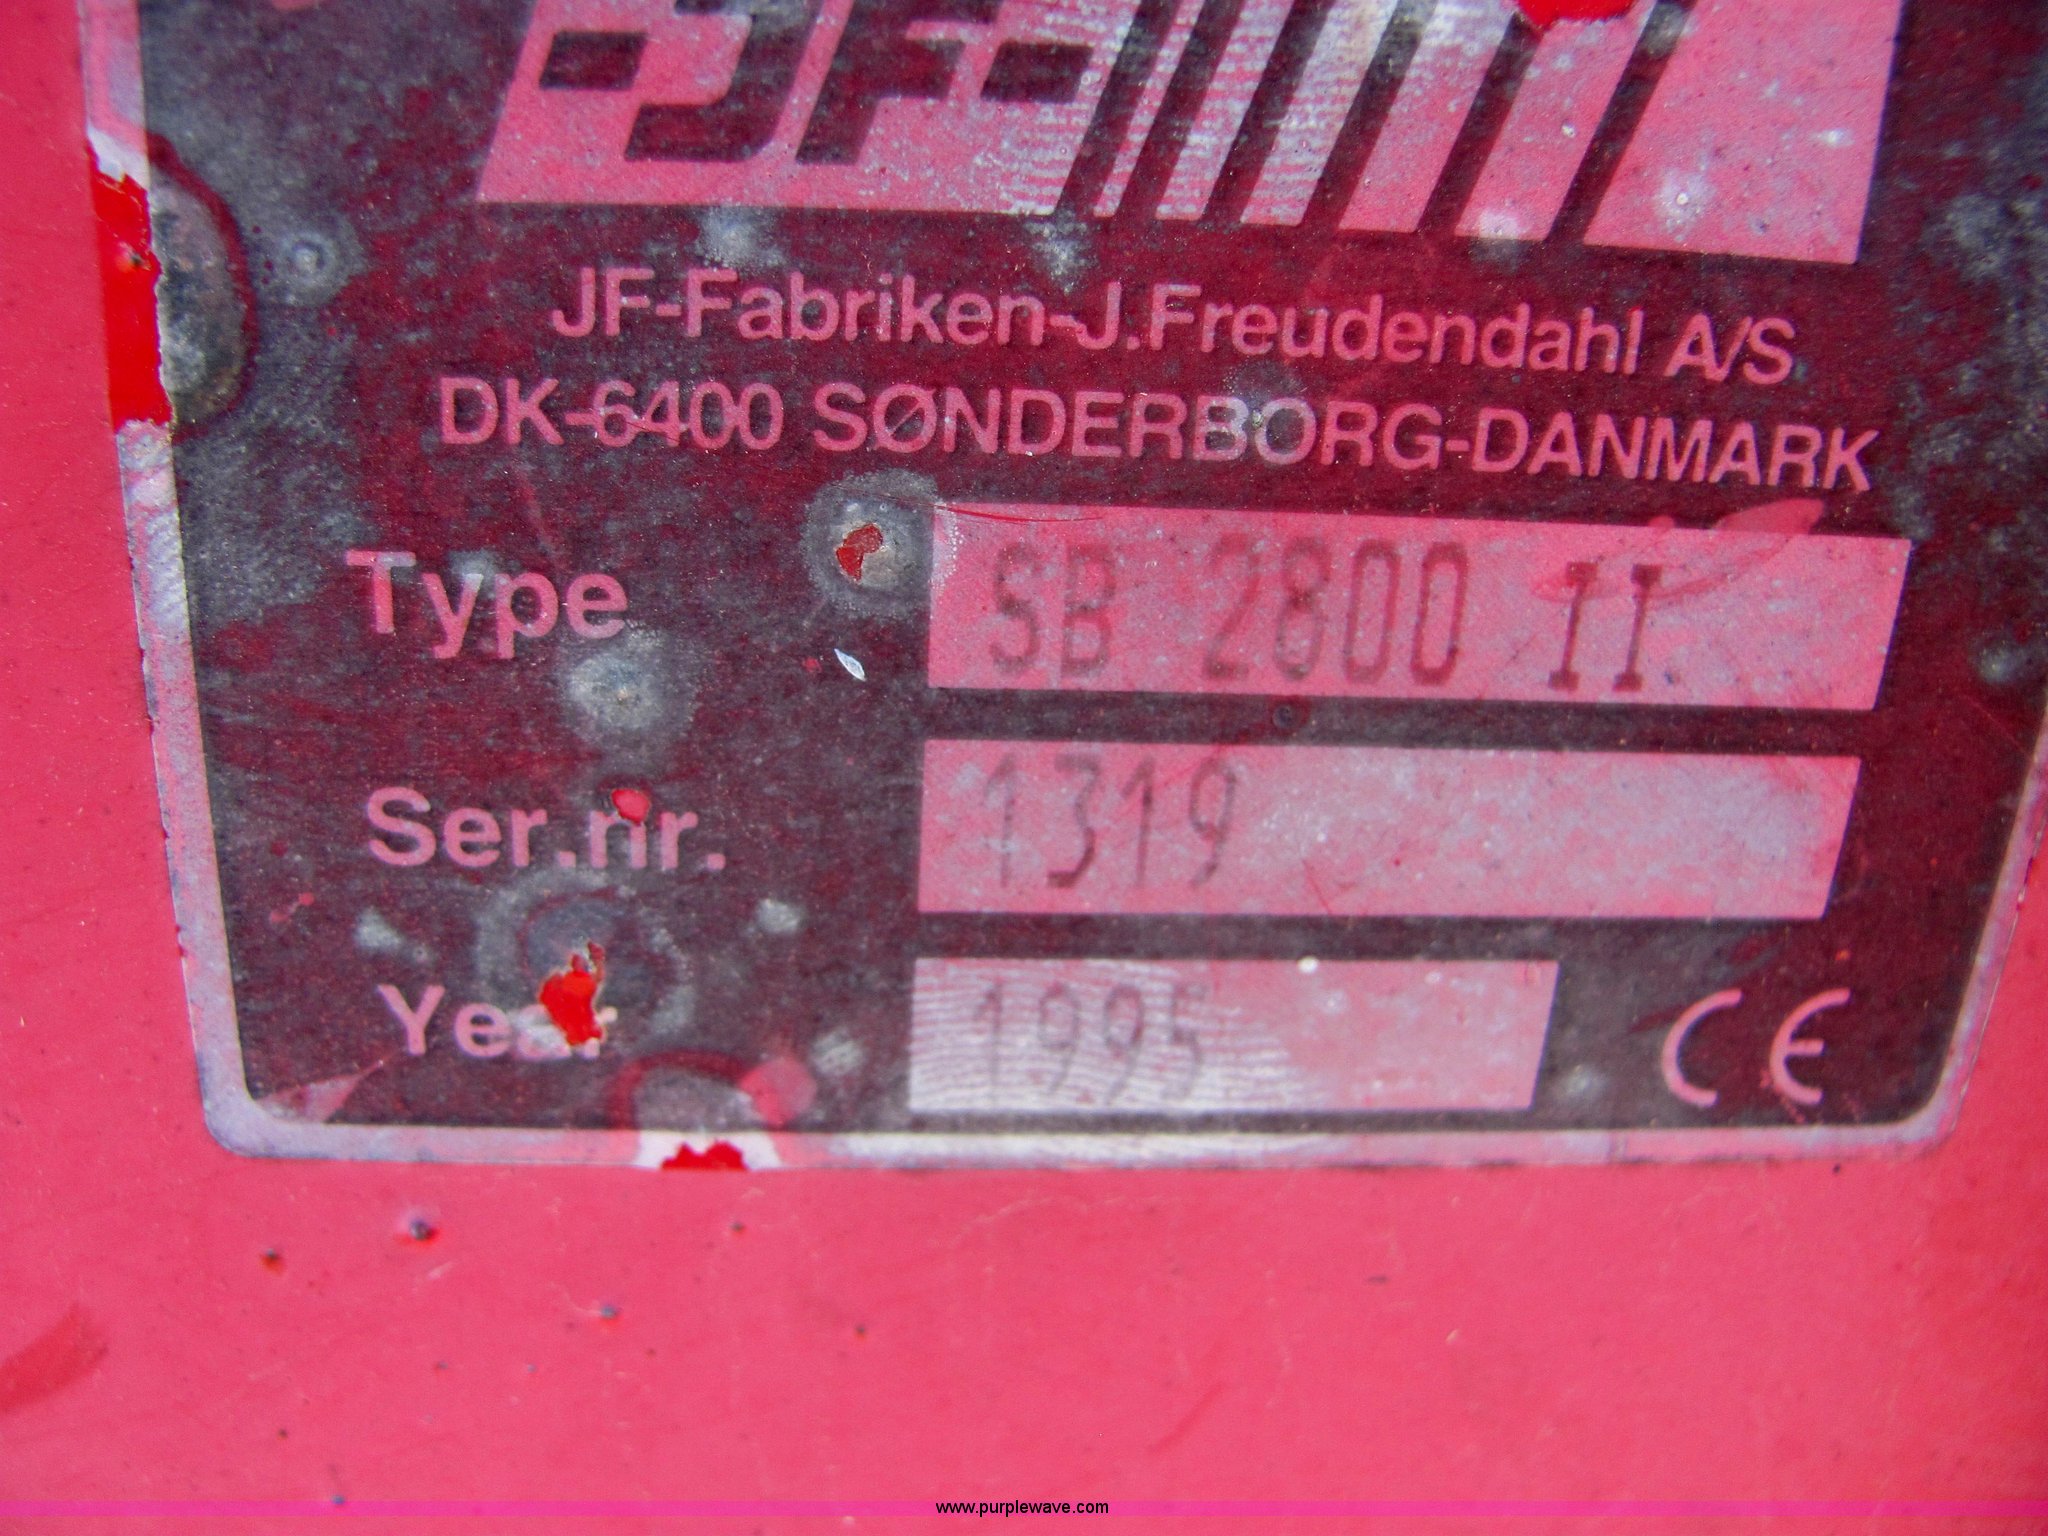 JF
JF-Fabriken-J.Freudendahl A/S
DK-6400 SØNDERBORG-DANMARK
Type SB 2800 II
Ser.nr. 1319
Year 1995 CE
www.purplewave.com